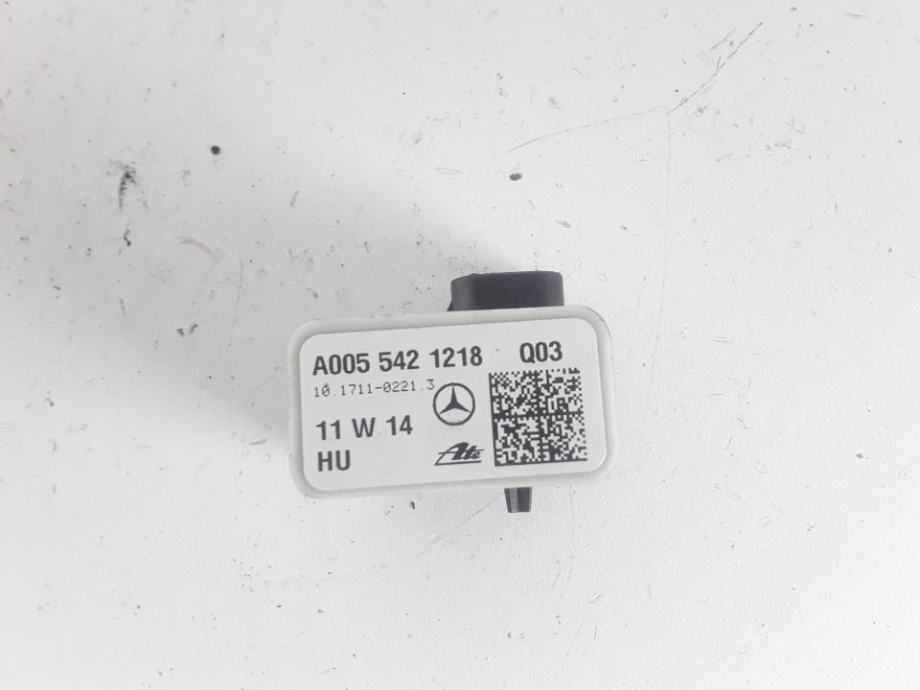 A005 542 1218 Q03
10.1711-0221.3
11 W 14
HU
Ate